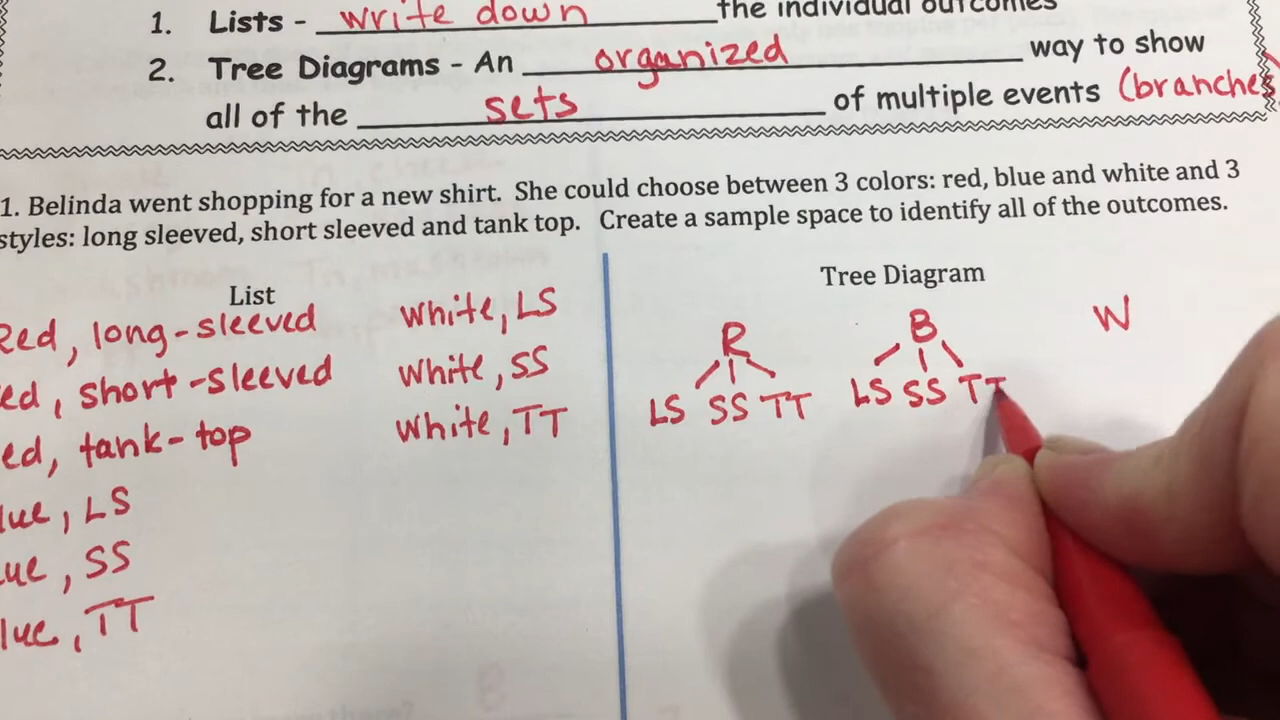 1. Lists - write down the individual outcomes
2. Tree Diagrams - An organized way to show
all of the sets of multiple events (branches
1. Belinda went shopping for a new shirt. She could choose between 3 colors: red, blue and white and 3
styles: long sleeved, short sleeved and tank top. Create a sample space to identify all of the outcomes.
List
Red, long-sleeved
ed, short-sleeved
ed, tank-top
lue, LS
ue, SS
lue, TT
white, LS
white, SS
white, TT
Tree Diagram
R B W
LS SS TT LS SS TT